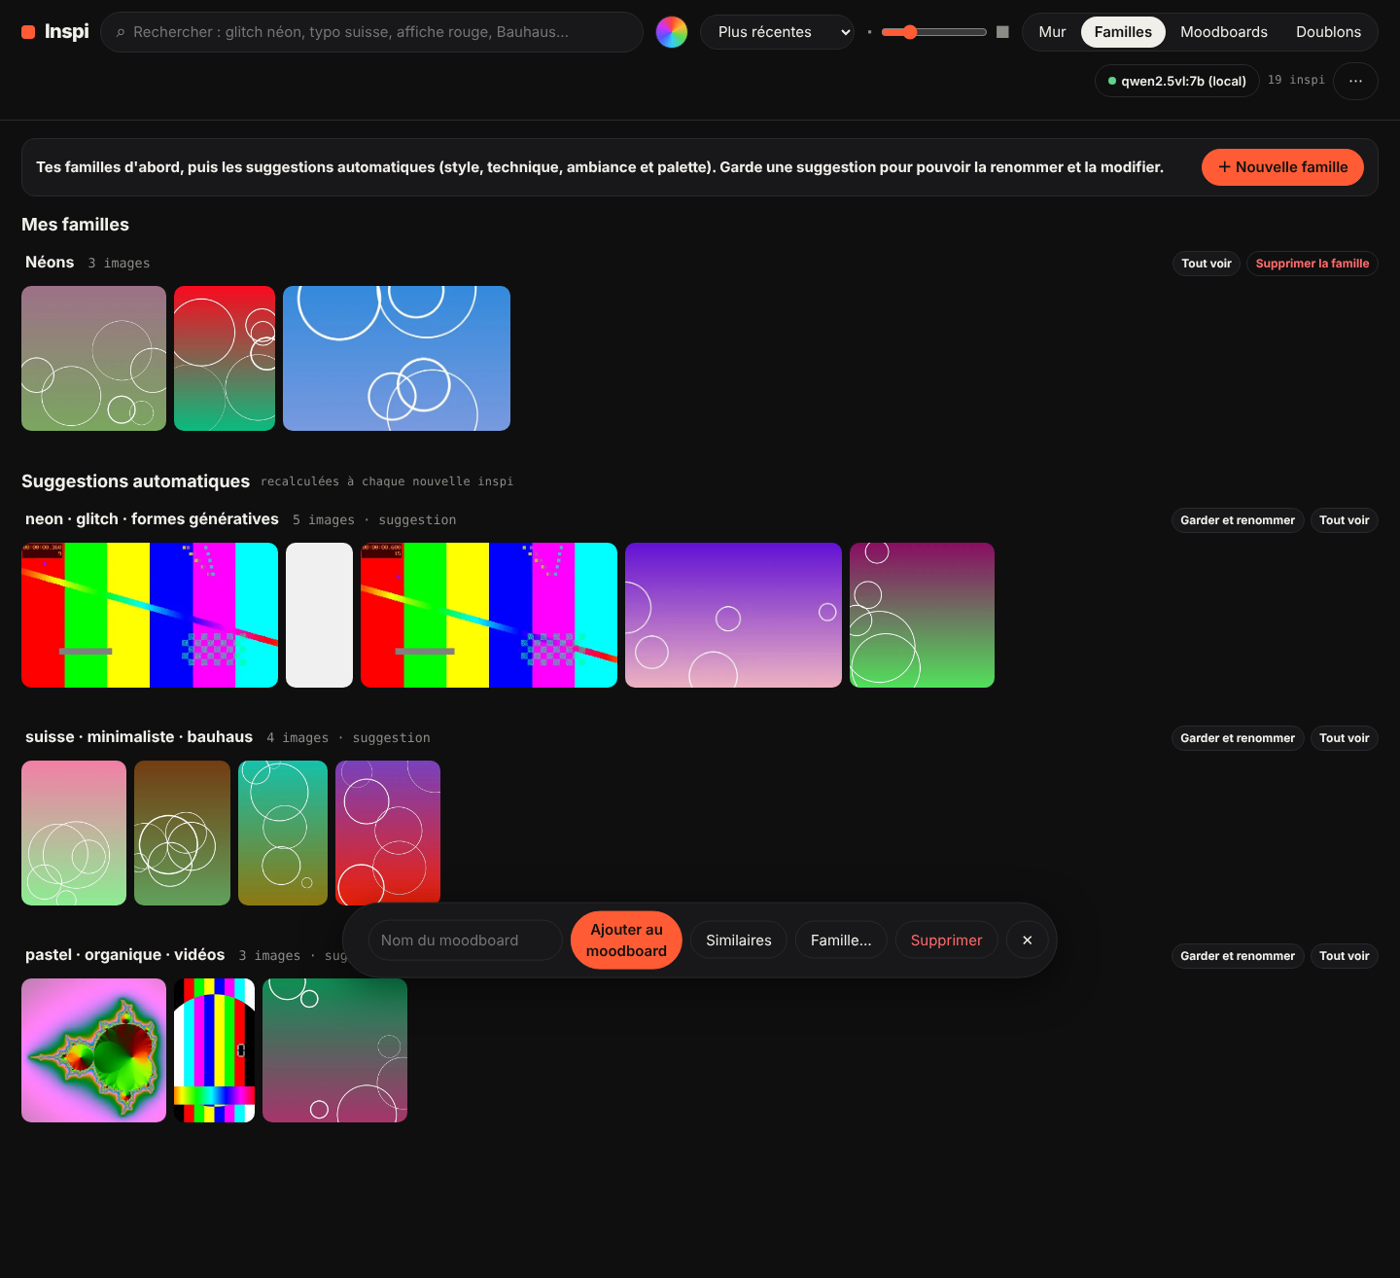 Inspi
Rechercher : glitch néon, typo suisse, affiche rouge, Bauhaus...
Plus récentes
Mur
Familles
Moodboards
Doublons
qwen2.5vl:7b (local)
19 inspi
...
Tes familles d'abord, puis les suggestions automatiques (style, technique, ambiance et palette). Garde une suggestion pour pouvoir la renommer et la modifier.
+ Nouvelle famille
Mes familles
Néons 3 images
Tout voir
Supprimer la famille
Suggestions automatiques recalculées à chaque nouvelle inspi
neon · glitch · formes génératives 5 images · suggestion
Garder et renommer
Tout voir
suisse · minimaliste · bauhaus 4 images · suggestion
Garder et renommer
Tout voir
Nom du moodboard
Ajouter au
moodboard
Similaires
Famille...
Supprimer
×
pastel · organique · vidéos 3 images · sug
Garder et renommer
Tout voir